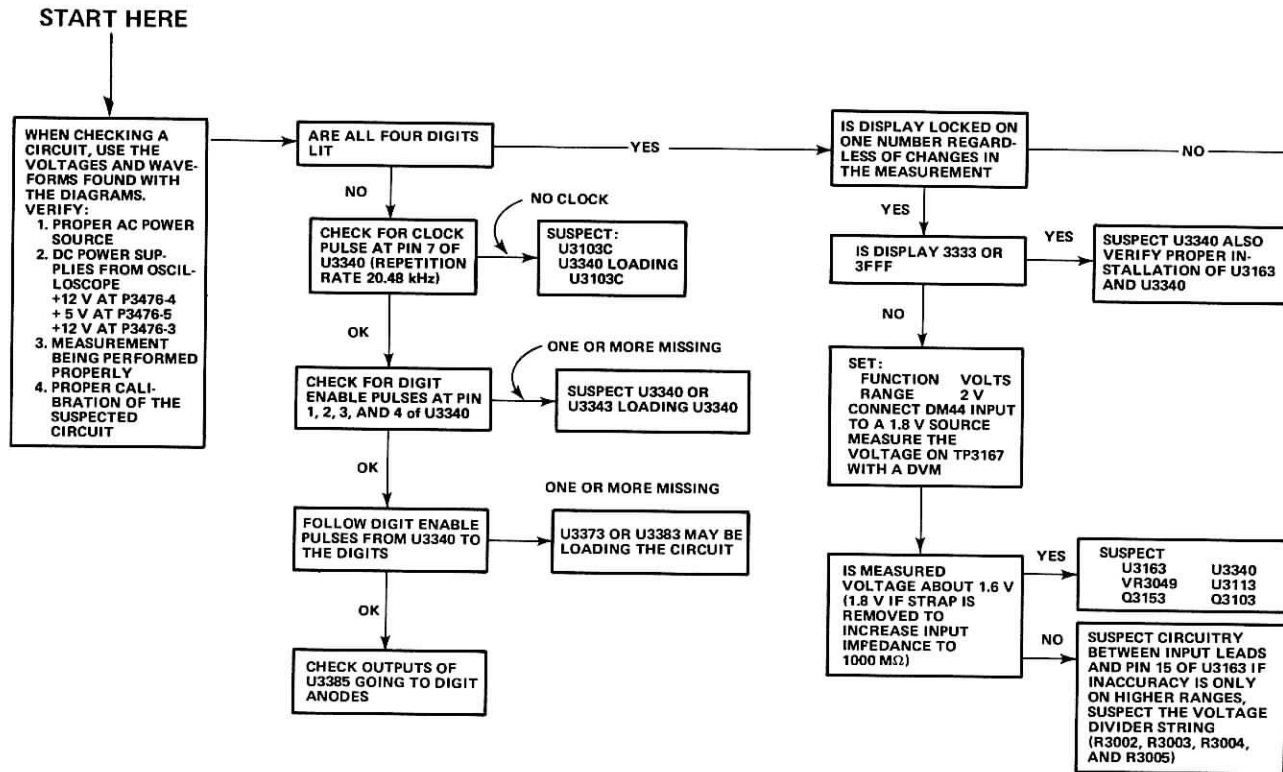 START HERE
WHEN CHECKING A
CIRCUIT, USE THE
VOLTAGES AND WAVE-
FORMS FOUND WITH
THE DIAGRAMS.
VERIFY:
1. PROPER AC POWER
SOURCE
2. DC POWER SUP-
PLIES FROM OSCIL-
LOSCOPE
+12 V AT P3476-4
+ 5 V AT P3476-5
+12 V AT P3476-3
3. MEASUREMENT
BEING PERFORMED
PROPERLY
4. PROPER CALI-
BRATION OF THE
SUSPECTED
CIRCUIT
ARE ALL FOUR DIGITS
LIT
YES
NO
CHECK FOR CLOCK
PULSE AT PIN 7 OF
U3340 (REPETITION
RATE 20.48 kHz)
NO CLOCK
SUSPECT:
U3103C
U3340 LOADING
U3103C
OK
CHECK FOR DIGIT
ENABLE PULSES AT PIN
1, 2, 3, AND 4 of U3340
ONE OR MORE MISSING
SUSPECT U3340 OR
U3343 LOADING U3340
OK
FOLLOW DIGIT ENABLE
PULSES FROM U3340 TO
THE DIGITS
ONE OR MORE MISSING
U3373 OR U3383 MAY BE
LOADING THE CIRCUIT
OK
CHECK OUTPUTS OF
U3385 GOING TO DIGIT
ANODES
IS DISPLAY LOCKED ON
ONE NUMBER REGARD-
LESS OF CHANGES IN
THE MEASUREMENT
NO
YES
IS DISPLAY 3333 OR
3FFF
YES
SUSPECT U3340 ALSO
VERIFY PROPER IN-
STALLATION OF U3163
AND U3340
NO
SET:
FUNCTION VOLTS
RANGE 2 V
CONNECT DM44 INPUT
TO A 1.8 V SOURCE
MEASURE THE
VOLTAGE ON TP3167
WITH A DVM
IS MEASURED
VOLTAGE ABOUT 1.6 V
(1.8 V IF STRAP IS
REMOVED TO
INCREASE INPUT
IMPEDANCE TO
1000 MΩ)
YES
SUSPECT
U3163 U3340
VR3049 U3113
Q3153 Q3103
NO
SUSPECT CIRCUITRY
BETWEEN INPUT LEADS
AND PIN 15 OF U3163 IF
INACCURACY IS ONLY
ON HIGHER RANGES,
SUSPECT THE VOLTAGE
DIVIDER STRING
(R3002, R3003, R3004,
AND R3005)